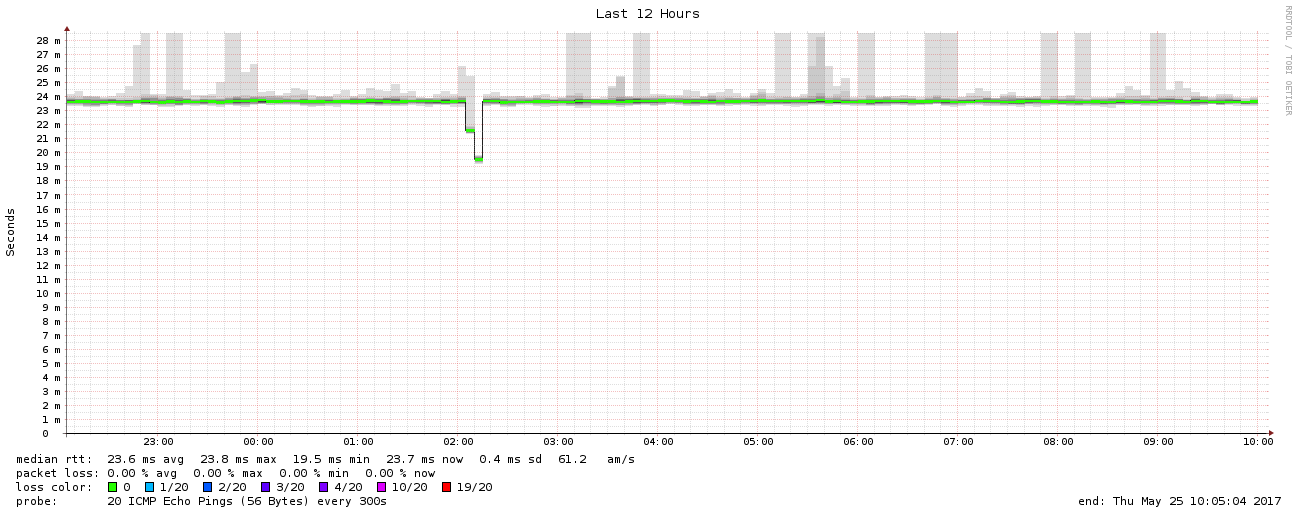 Last 12 Hours
RRDTOOL / TOBI OETIKER
28 m
27 m
26 m
25 m
24 m
23 m
22 m
21 m
20 m
19 m
18 m
17 m
16 m
15 m
14 m
13 m
12 m
11 m
10 m
9 m
8 m
7 m
6 m
5 m
4 m
3 m
2 m
1 m
0
Seconds
23:00 00:00 01:00 02:00 03:00 04:00 05:00 06:00 07:00 08:00 09:00 10:00
median rtt: 23.6 ms avg 23.8 ms max 19.5 ms min 23.7 ms now 0.4 ms sd 61.2 am/s
packet loss: 0.00 % avg 0.00 % max 0.00 % min 0.00 % now
loss color: 0 1/20 2/20 3/20 4/20 10/20 19/20
probe: 20 ICMP Echo Pings (56 Bytes) every 300s end: Thu May 25 10:05:04 2017